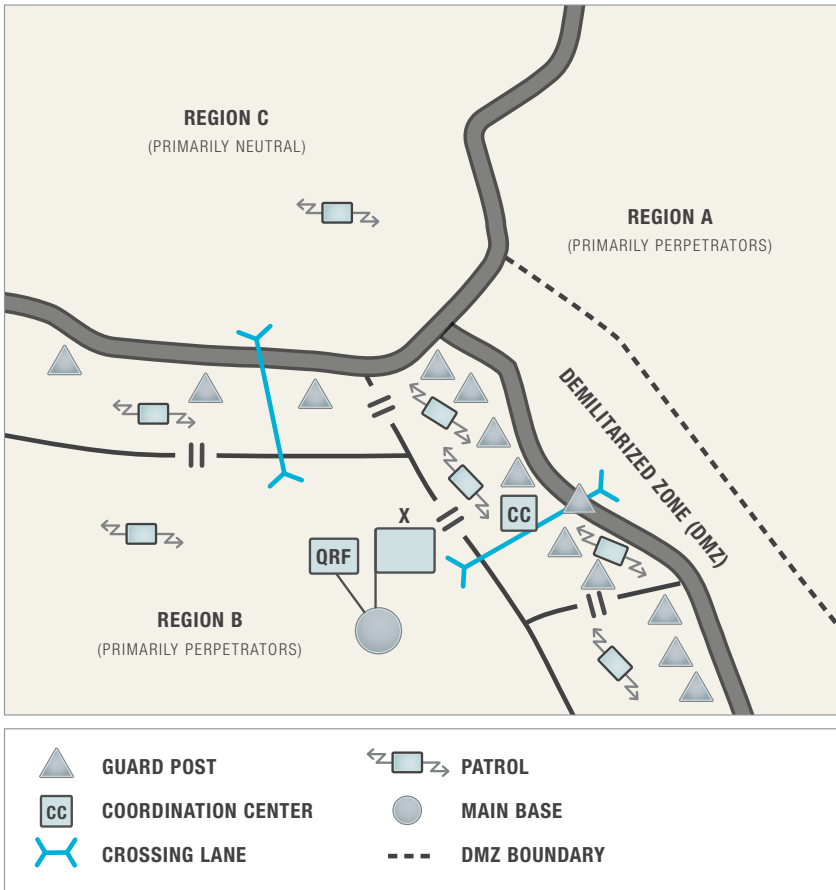 REGION C
(PRIMARILY NEUTRAL)
REGION A
(PRIMARILY PERPETRATORS)
DEMILITARIZED ZONE (DMZ)
CC
X
QRF
REGION B
(PRIMARILY PERPETRATORS)
GUARD POST
PATROL
CC
COORDINATION CENTER
MAIN BASE
CROSSING LANE
DMZ BOUNDARY